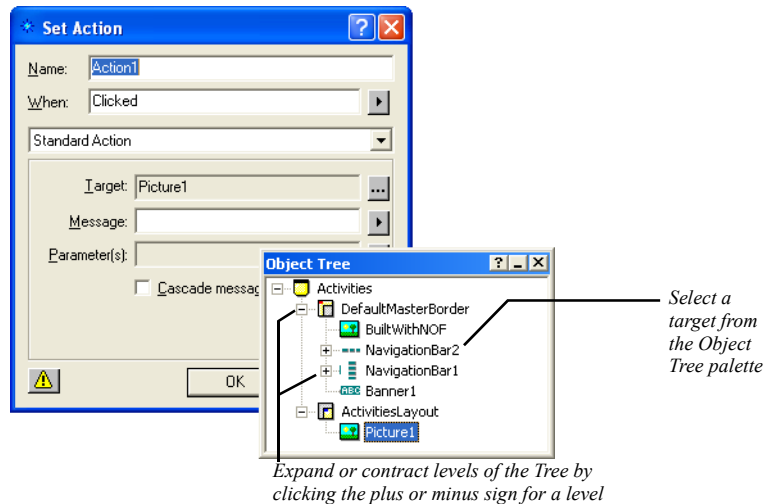 Set Action
Name: Action1
When: Clicked
Standard Action
Target: Picture1
...
Message:
Parameter(s):
Cascade messag
OK
Object Tree
Activities
DefaultMasterBorder
BuiltWithNOF
NavigationBar2
NavigationBar1
ABC Banner1
ActivitiesLayout
Picture1
Select a
target from
the Object
Tree palette
Expand or contract levels of the Tree by
clicking the plus or minus sign for a level